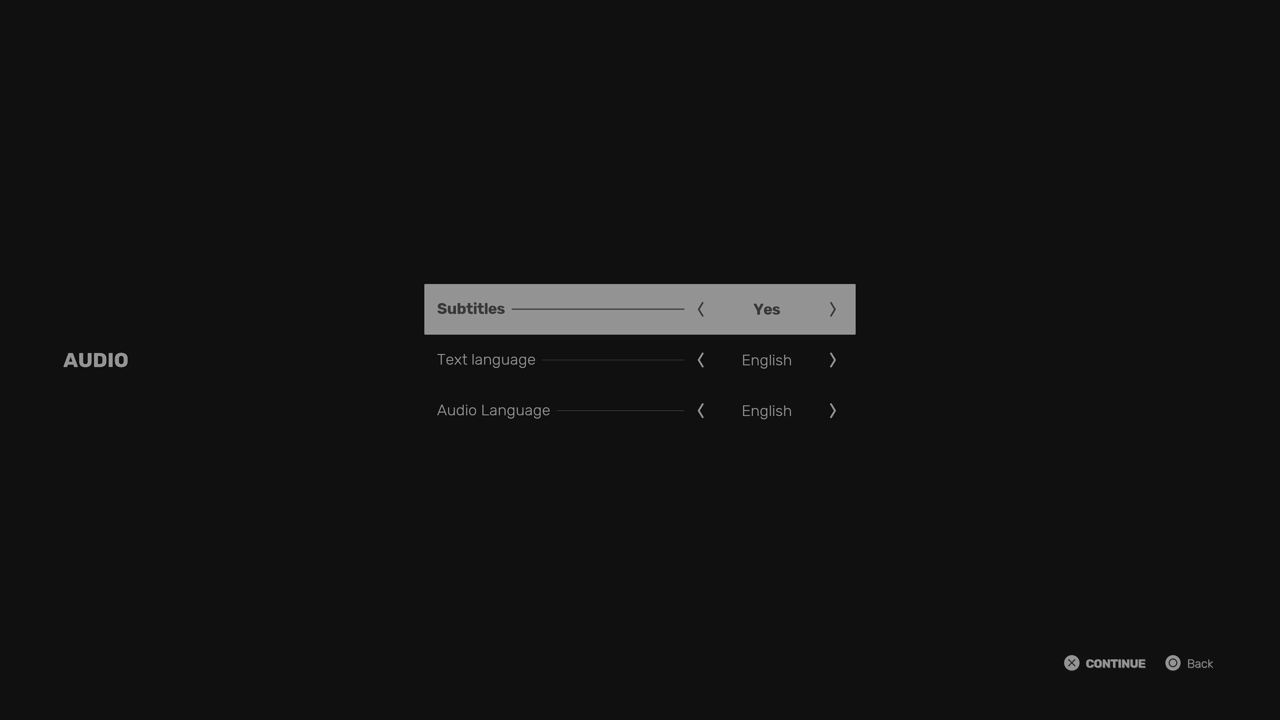 Subtitles Yes
AUDIO
Text language English
Audio Language English
CONTINUE Back